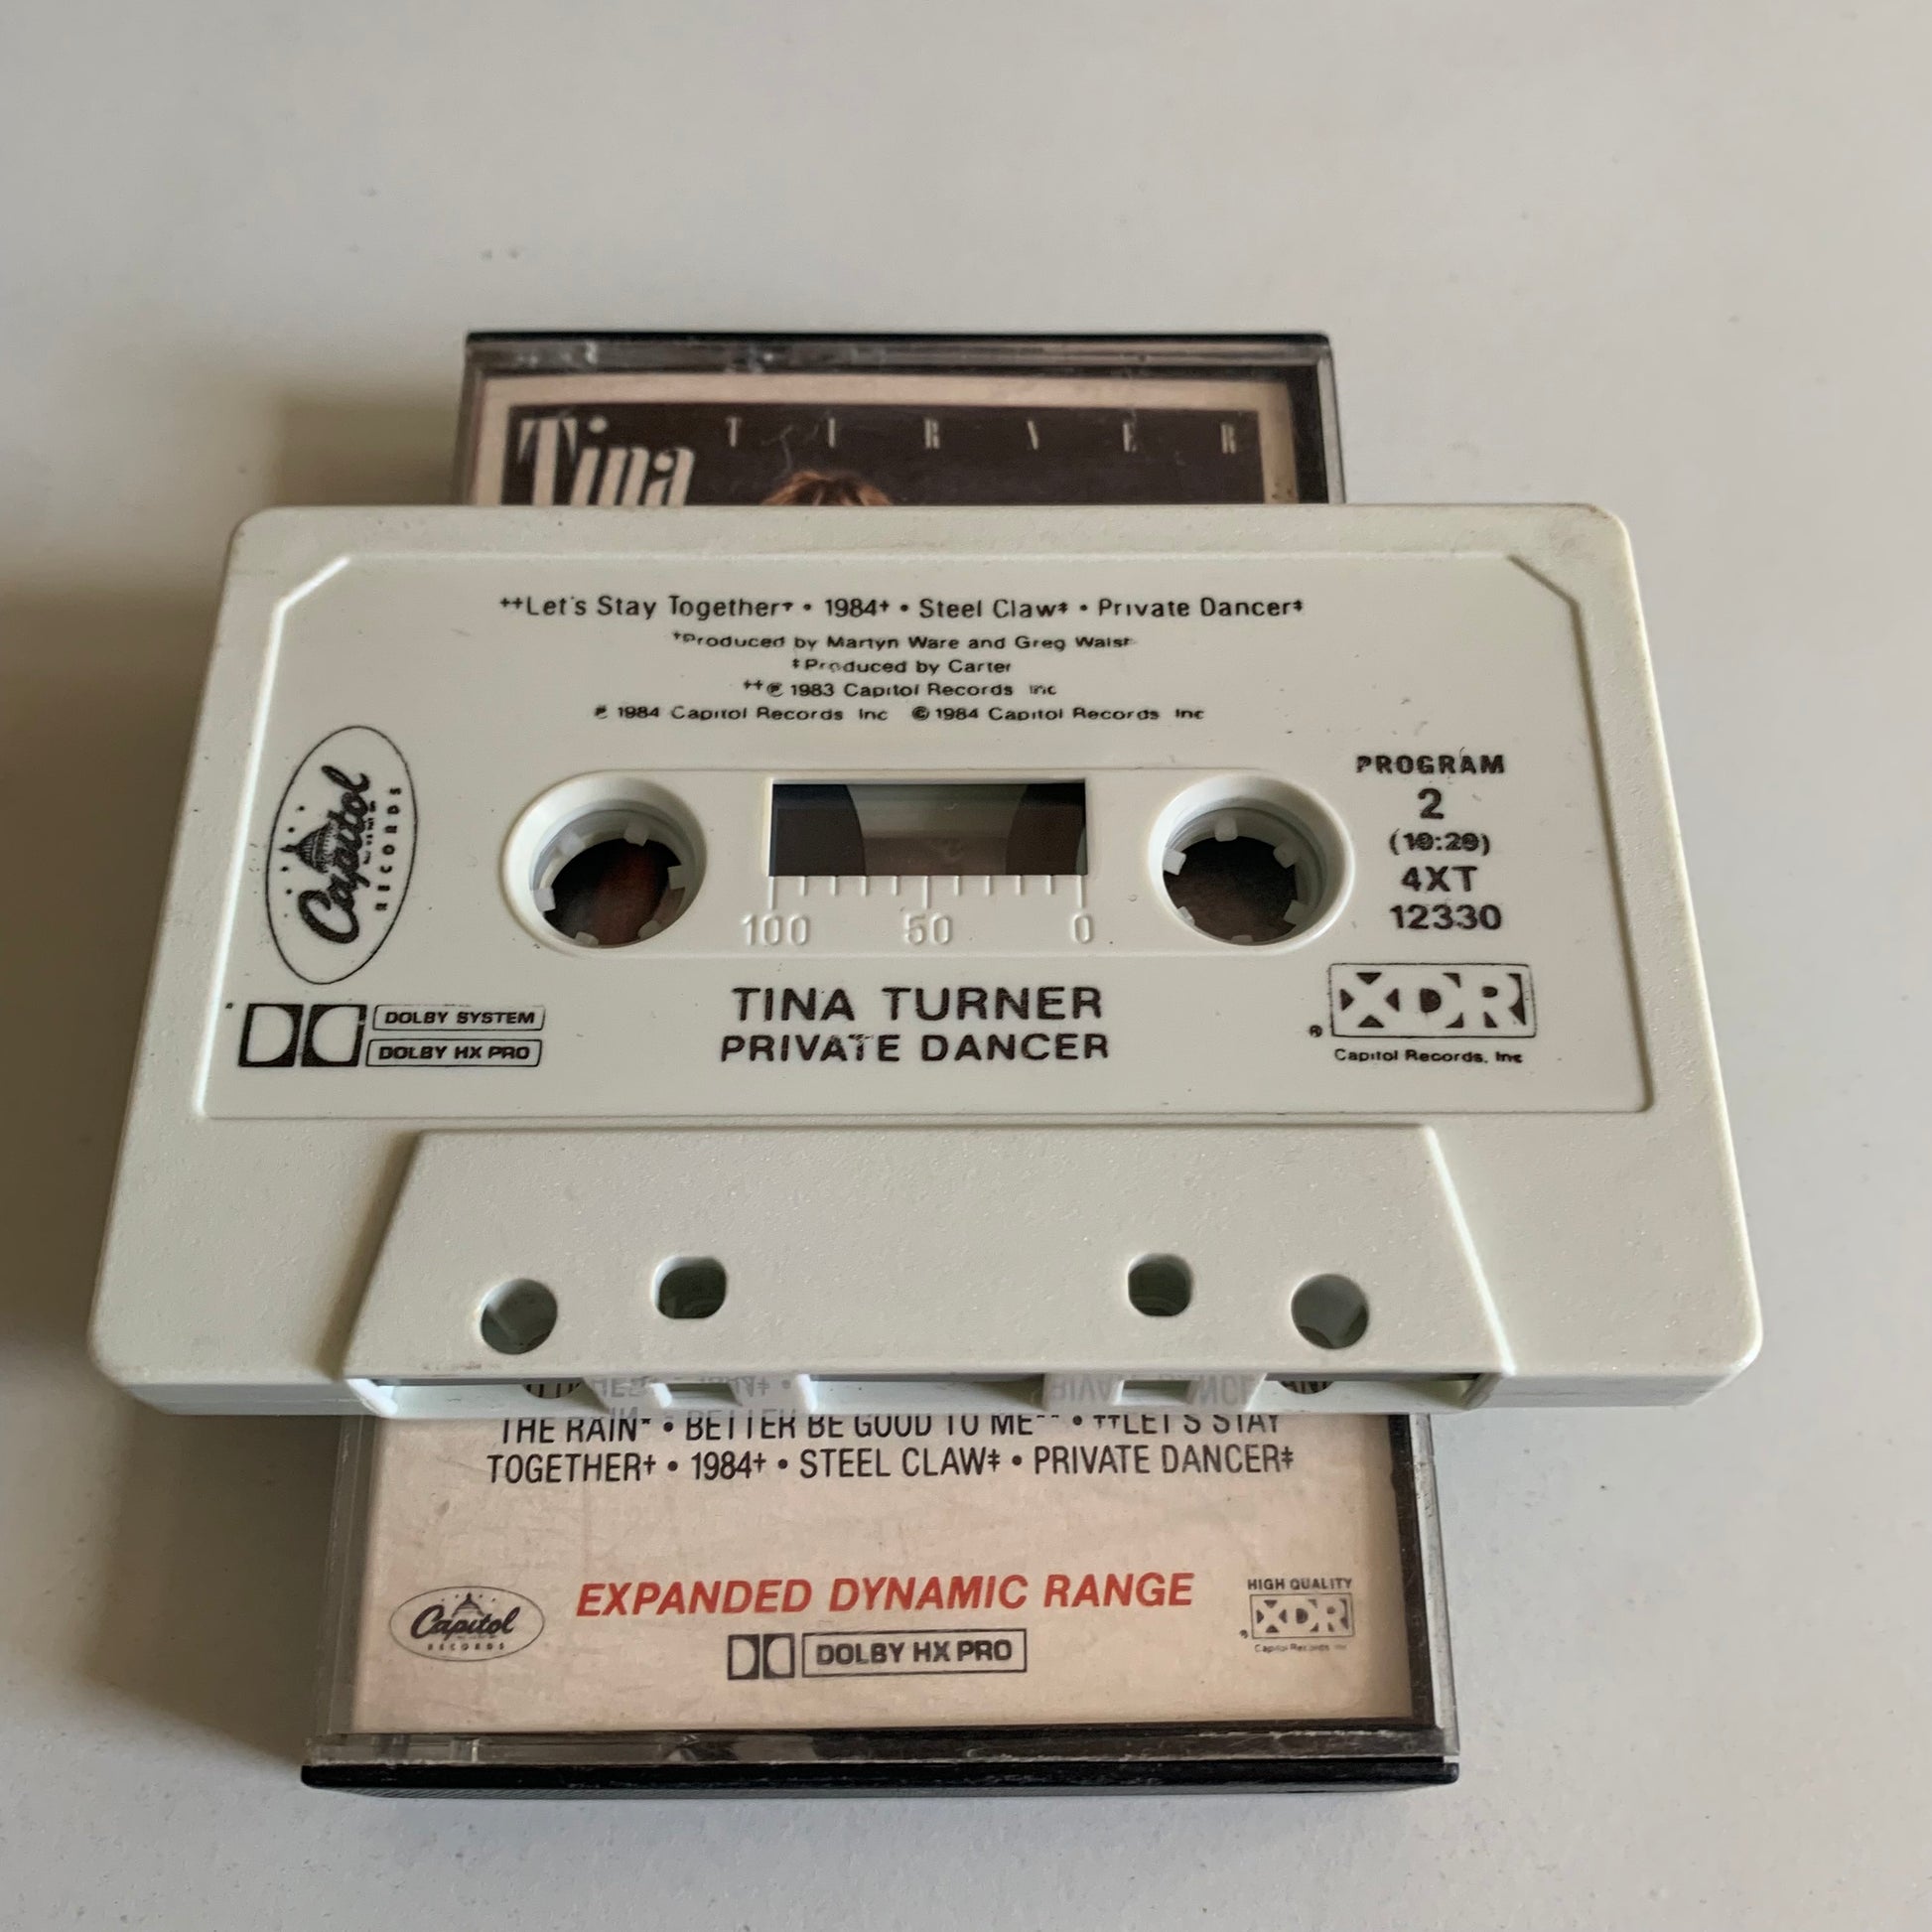 Tina TURNER
††Let's Stay Together† • 1984† • Steel Claw‡ • Private Dancer‡
†Produced by Martyn Ware and Greg Walsh
‡Produced by Carter
††℗ 1983 Capitol Records Inc
℗ 1984 Capitol Records Inc © 1984 Capitol Records Inc
Capitol
RECORDS
PROGRAM
2
4XT
12330
100 50 0
DOLBY SYSTEM
DOLBY HX PRO
TINA TURNER
PRIVATE DANCER
XDR
®
Capitol Records, Inc
THE RAIN* • BETTER BE GOOD TO ME** • ††LET'S STAY
TOGETHER† • 1984† • STEEL CLAW‡ • PRIVATE DANCER‡
Capitol
RECORDS
EXPANDED DYNAMIC RANGE
DOLBY HX PRO
HIGH QUALITY
XDR
®
Capitol Records Inc